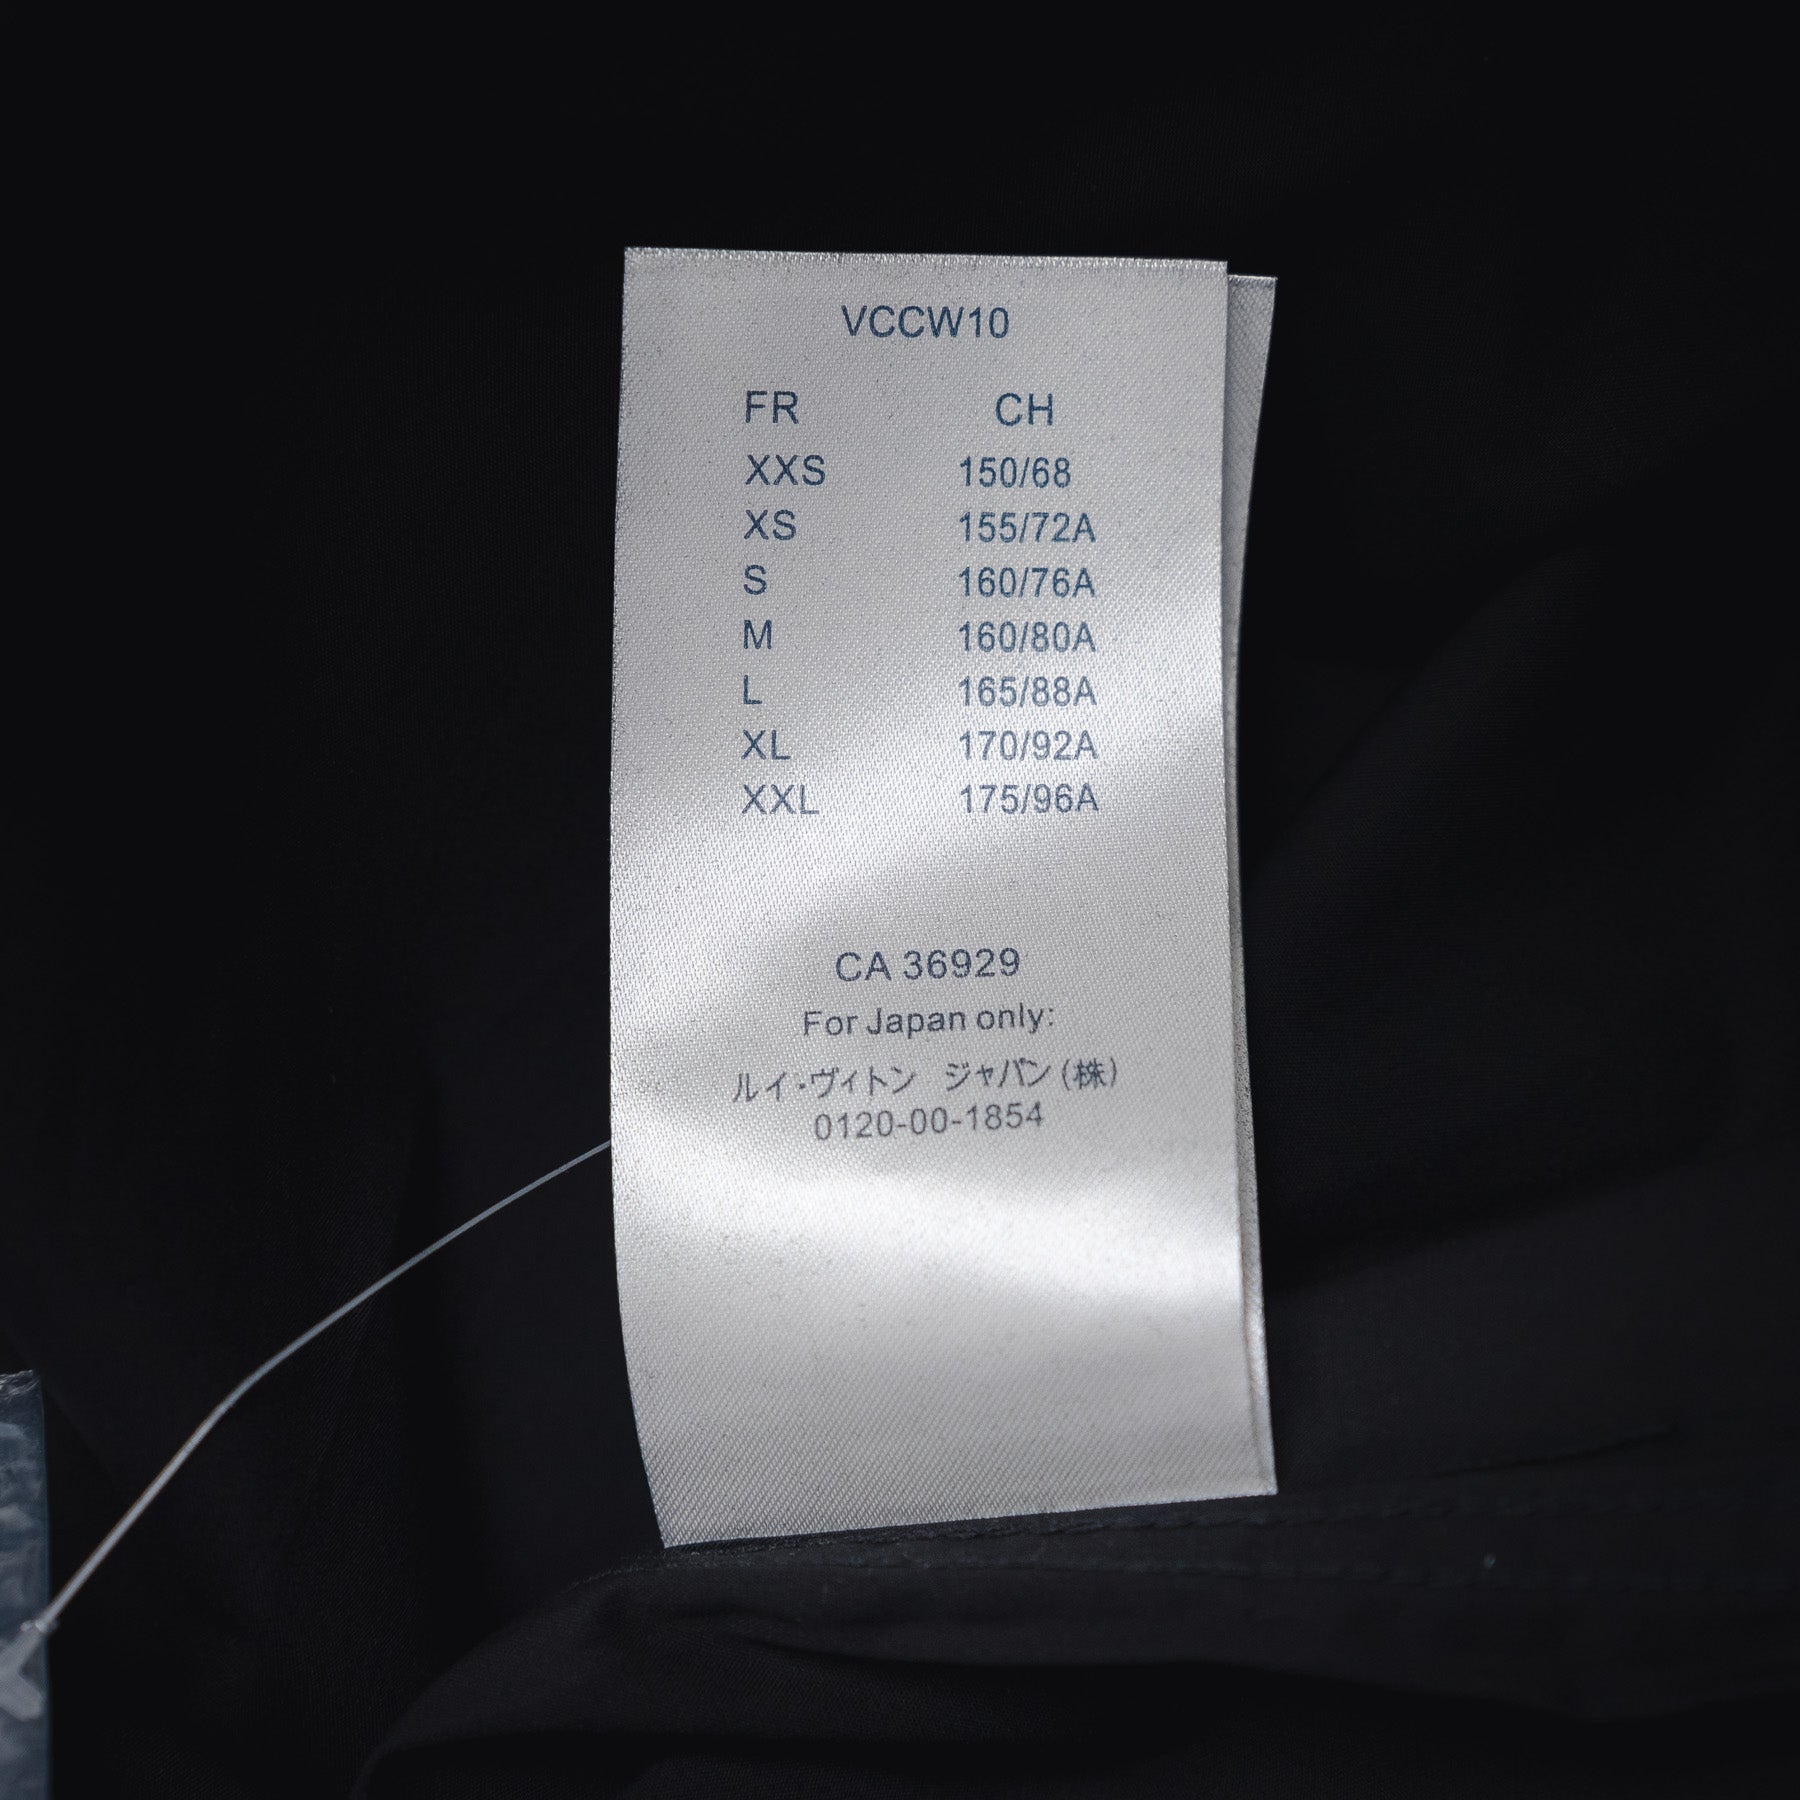 VCCW10
FR CH
XXS 150/68
XS 155/72A
S 160/76A
M 160/80A
L 165/88A
XL 170/92A
XXL 175/96A
CA 36929
For Japan only:
ルイ・ヴィトン ジャパン (株)
0120-00-1854